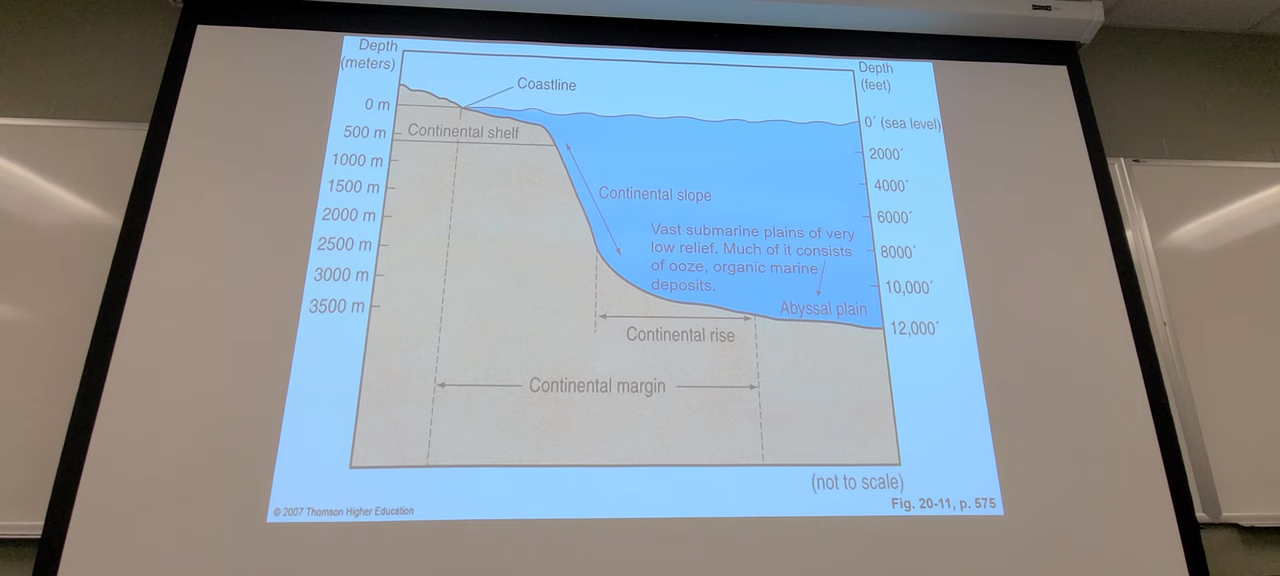 Depth
(meters)
Depth
(feet)
Coastline
0 m
0´ (sea level)
500 m
Continental shelf
1000 m
2000´
1500 m
Continental slope
4000´
2000 m
6000´
Vast submarine plains of very
low relief. Much of it consists
of ooze, organic marine
deposits.
2500 m
8000´
3000 m
10,000´
3500 m
Abyssal plain
12,000´
Continental rise
Continental margin
(not to scale)
© 2007 Thomson Higher Education
Fig. 20-11, p. 575